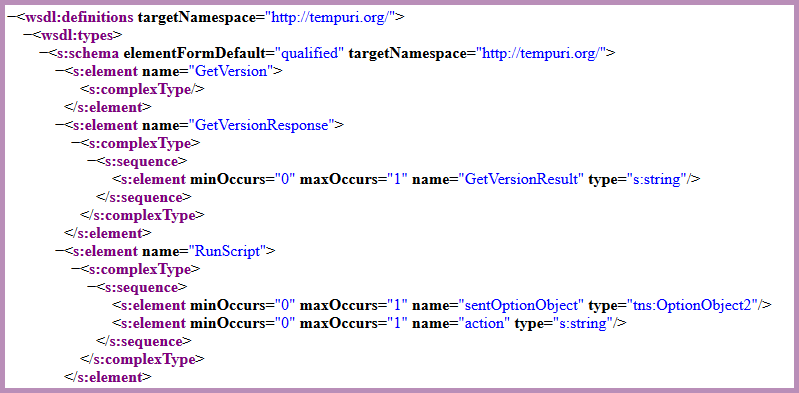 −<wsdl:definitions targetNamespace="http://tempuri.org/">
−<wsdl:types>
−<s:schema elementFormDefault="qualified" targetNamespace="http://tempuri.org/">
−<s:element name="GetVersion">
<s:complexType/>
</s:element>
−<s:element name="GetVersionResponse">
−<s:complexType>
−<s:sequence>
<s:element minOccurs="0" maxOccurs="1" name="GetVersionResult" type="s:string"/>
</s:sequence>
</s:complexType>
</s:element>
−<s:element name="RunScript">
−<s:complexType>
−<s:sequence>
<s:element minOccurs="0" maxOccurs="1" name="sentOptionObject" type="tns:OptionObject2"/>
<s:element minOccurs="0" maxOccurs="1" name="action" type="s:string"/>
</s:sequence>
</s:complexType>
</s:element>